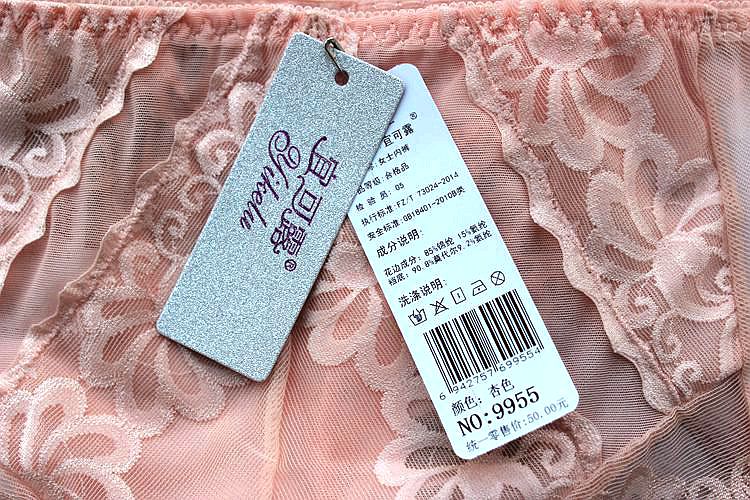 宜可露®
Yikelu
宜可露®
称:女士内裤
品等级:合格品
检 验 员:05
执行标准:FZ/T 73024-2014
安全标准:GB18401-2010B类
成分说明:
花边成分:85%锦纶 15%氨纶
裆底:90.8%莫代尔9.2%氨纶
洗涤说明:
6 942757 699554
颜色:杏色
NO:9955
统一零售价:50.00元